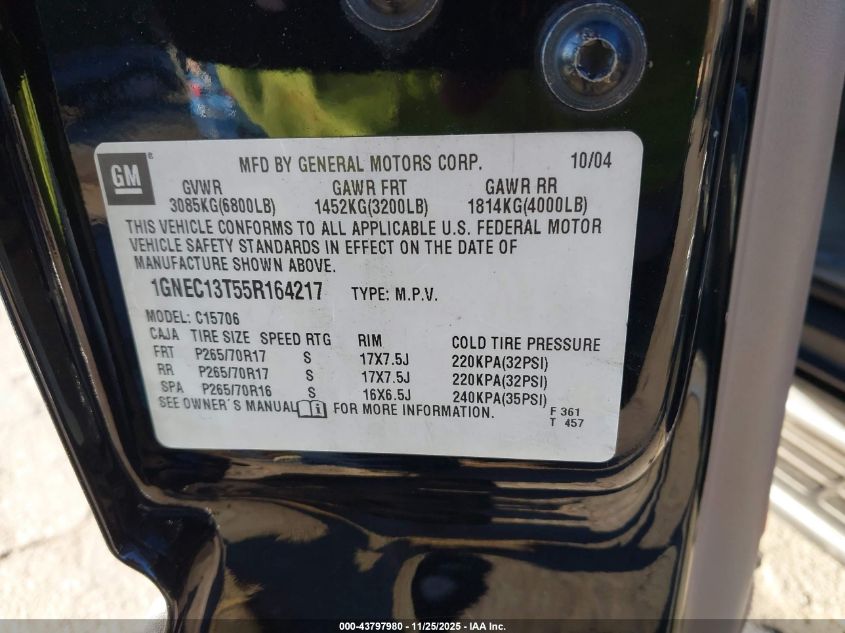 GM ®
MFD BY GENERAL MOTORS CORP. 10/04
GVWR GAWR FRT GAWR RR
3085KG(6800LB) 1452KG(3200LB) 1814KG(4000LB)
THIS VEHICLE CONFORMS TO ALL APPLICABLE U.S. FEDERAL MOTOR
VEHICLE SAFETY STANDARDS IN EFFECT ON THE DATE OF
MANUFACTURE SHOWN ABOVE.
1GNEC13T55R164217 TYPE: M.P.V.
MODEL: C15706
CAJA TIRE SIZE SPEED RTG RIM COLD TIRE PRESSURE
FRT P265/70R17 S 17X7.5J 220KPA(32PSI)
RR P265/70R17 S 17X7.5J 220KPA(32PSI)
SPA P265/70R16 S 16X6.5J 240KPA(35PSI)
SEE OWNER´S MANUAL FOR MORE INFORMATION.
F 361
T 457
000-43797980 — 11/25/2025 — IAA Inc.